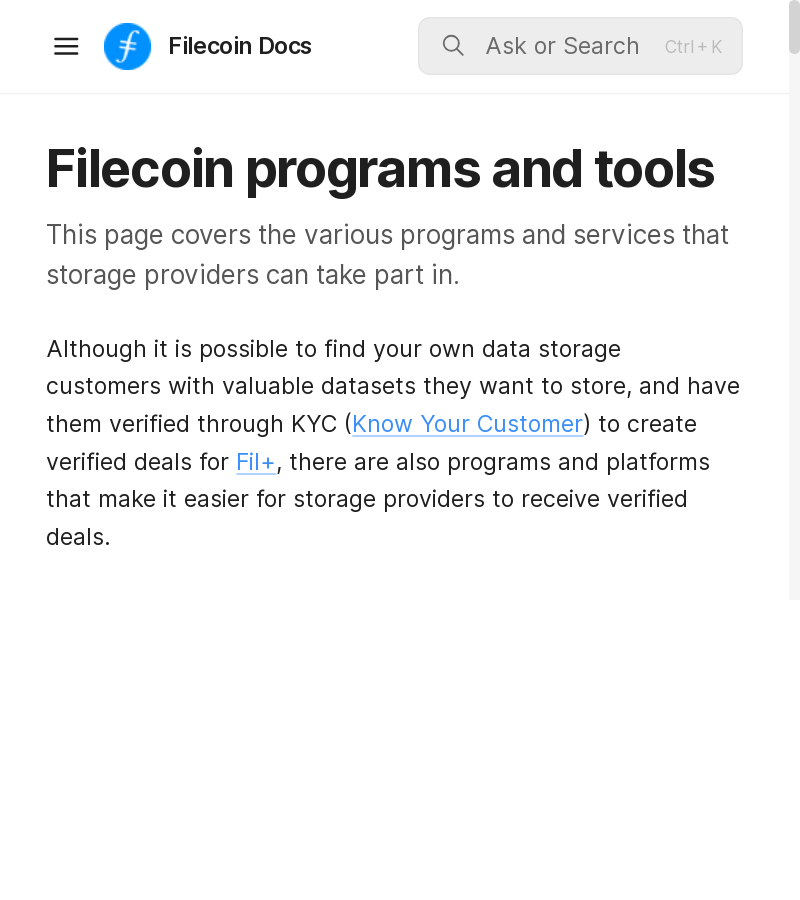 Filecoin Docs
Ask or Search
Ctrl + K
Filecoin programs and tools
This page covers the various programs and services that
storage providers can take part in.
Although it is possible to find your own data storage
customers with valuable datasets they want to store, and have
them verified through KYC (Know Your Customer) to create
verified deals for Fil+, there are also programs and platforms
that make it easier for storage providers to receive verified
deals.